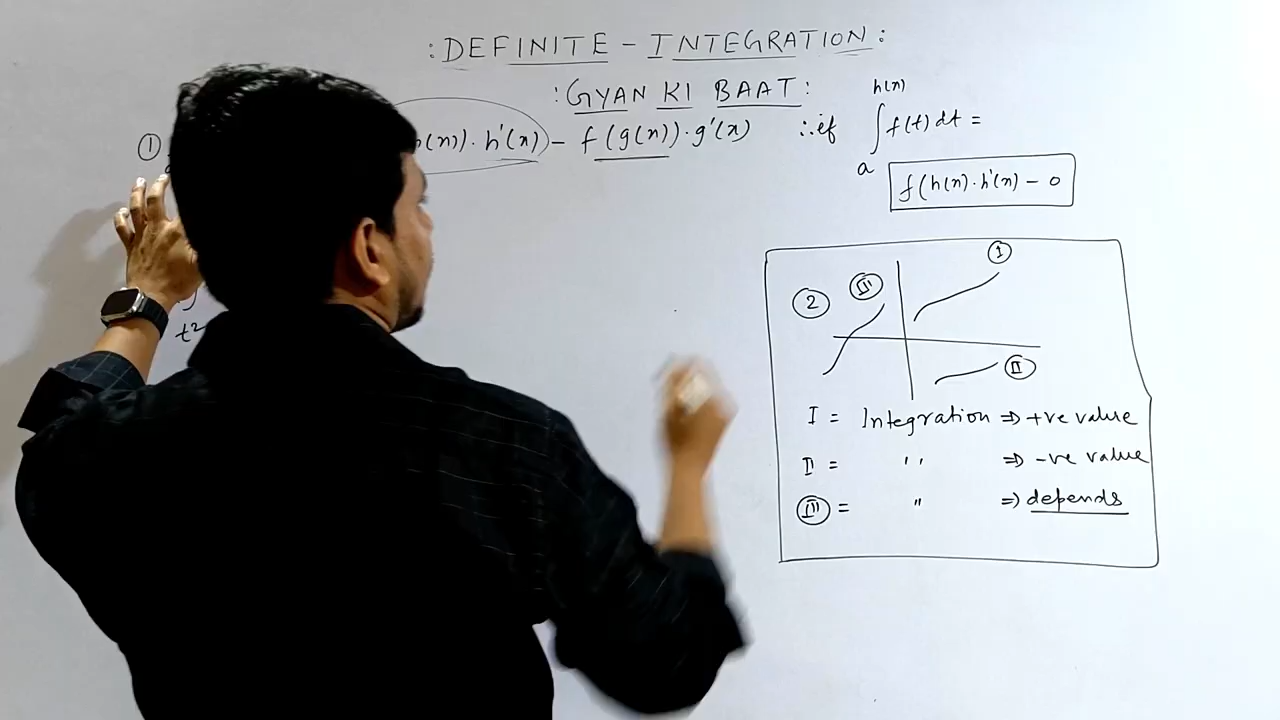 : DEFINITE - INTEGRATION :
: GYAN KI BAAT :
①
h(n)). h'(x) - f(g(n)).g'(x)
∴ if ∫ₐʰ⁽ⁿ⁾ f(t) dt =
f(h(n).h'(n) - 0
t²
2
III
I
II
I = Integration ⇒ +ve value
II = '' ⇒ -ve value
III = '' ⇒ depends